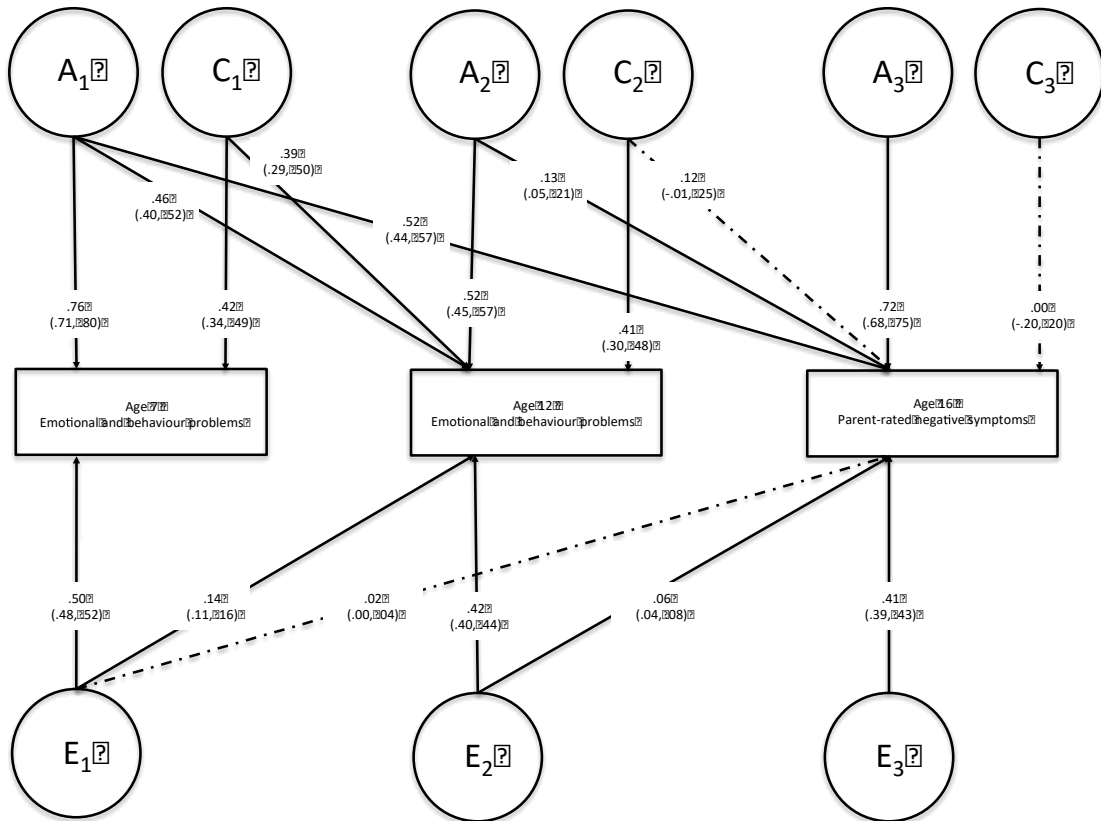 A1⍰
C1⍰
A2⍰
C2⍰
A3⍰
C3⍰
.39⍰
(.29,⍰.50)⍰
.46⍰
(.40,⍰.52)⍰
.52⍰
(.44,⍰.57)⍰
.13⍰
(.05,⍰.21)⍰
.12⍰
(-.01,⍰.25)⍰
.76⍰
(.71,⍰.80)⍰
.42⍰
(.34,⍰.49)⍰
.52⍰
(.45,⍰.57)⍰
.41⍰
(.30,⍰.48)⍰
.72⍰
(.68,⍰.75)⍰
.00⍰
(-.20,⍰.20)⍰
Age⍰7⍰
Emotional⍰and⍰behaviour⍰problems⍰
Age⍰12⍰
Emotional⍰and⍰behaviour⍰problems⍰
Age⍰16⍰
Parent-rated⍰negative⍰symptoms⍰
.50⍰
(.48,⍰.52)⍰
.14⍰
(.11,⍰.16)⍰
.02⍰
(.00,⍰.04)⍰
.42⍰
(.40,⍰.44)⍰
.06⍰
(.04,⍰.08)⍰
.41⍰
(.39,⍰.43)⍰
E1⍰
E2⍰
E3⍰